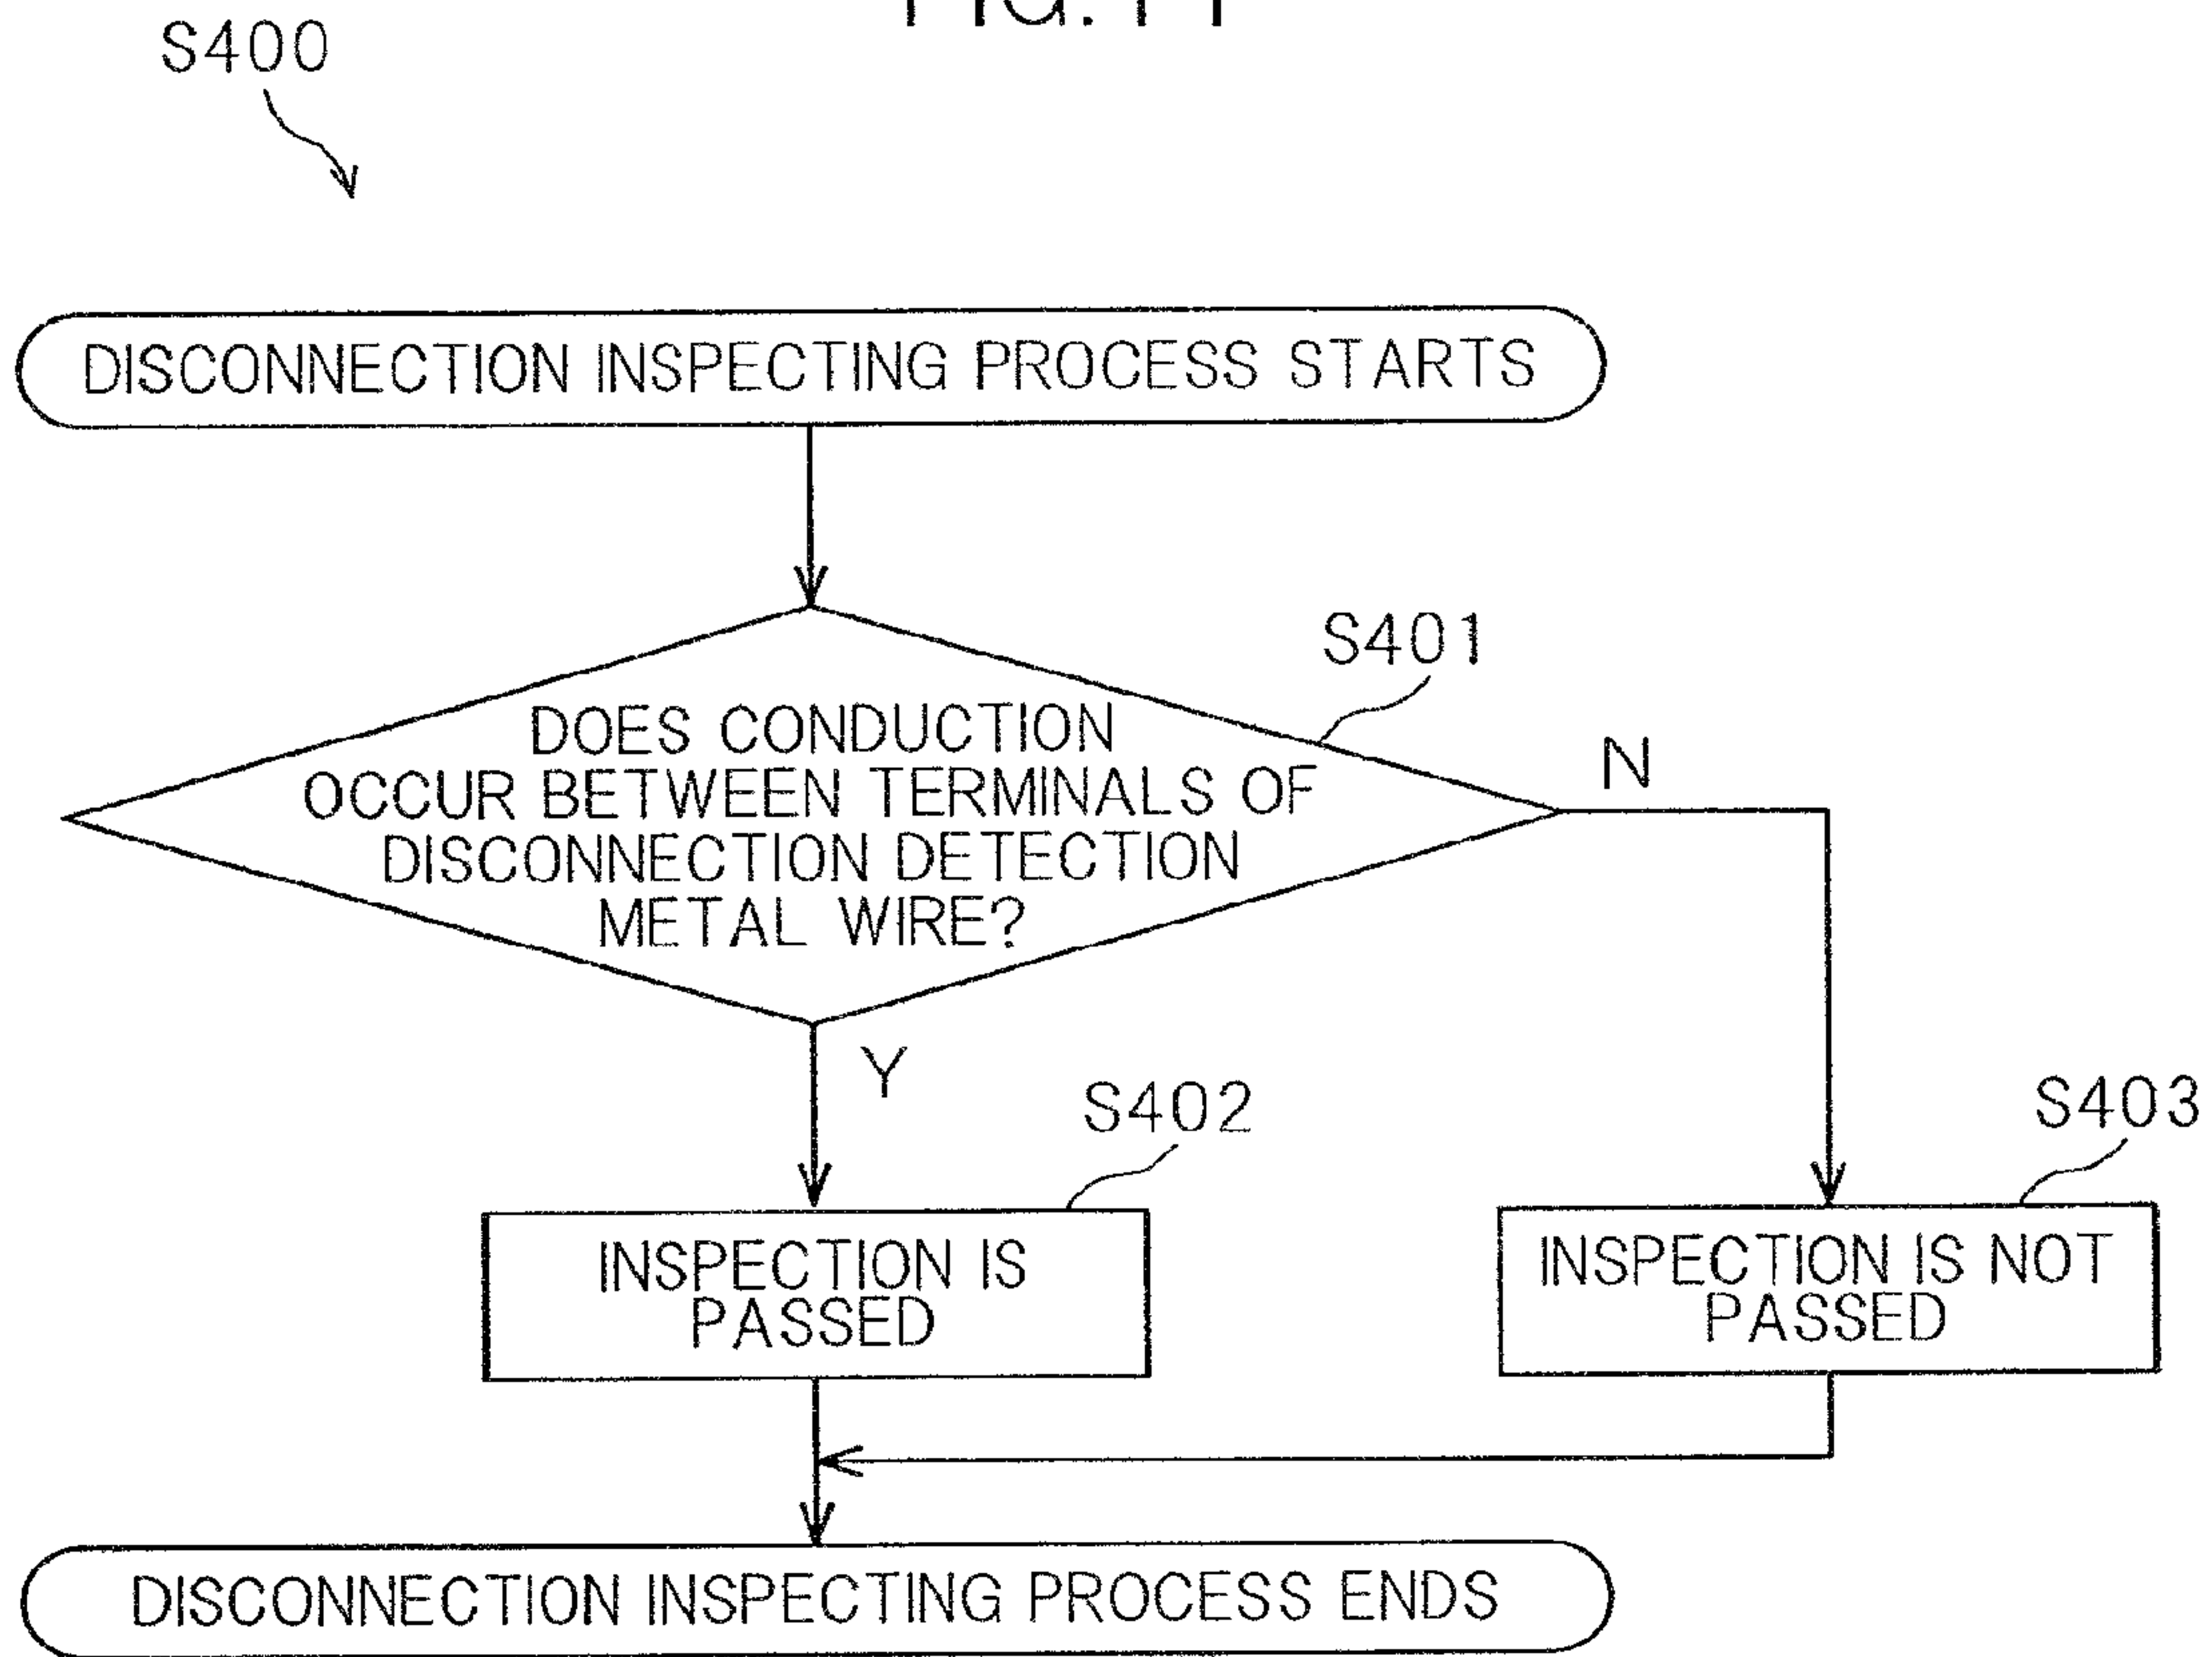 S400
DISCONNECTION INSPECTING PROCESS STARTS
S401
DOES CONDUCTION
OCCUR BETWEEN TERMINALS OF
DISCONNECTION DETECTION
METAL WIRE?
N
Y
S402
S403
INSPECTION IS
PASSED
INSPECTION IS NOT
PASSED
DISCONNECTION INSPECTING PROCESS ENDS